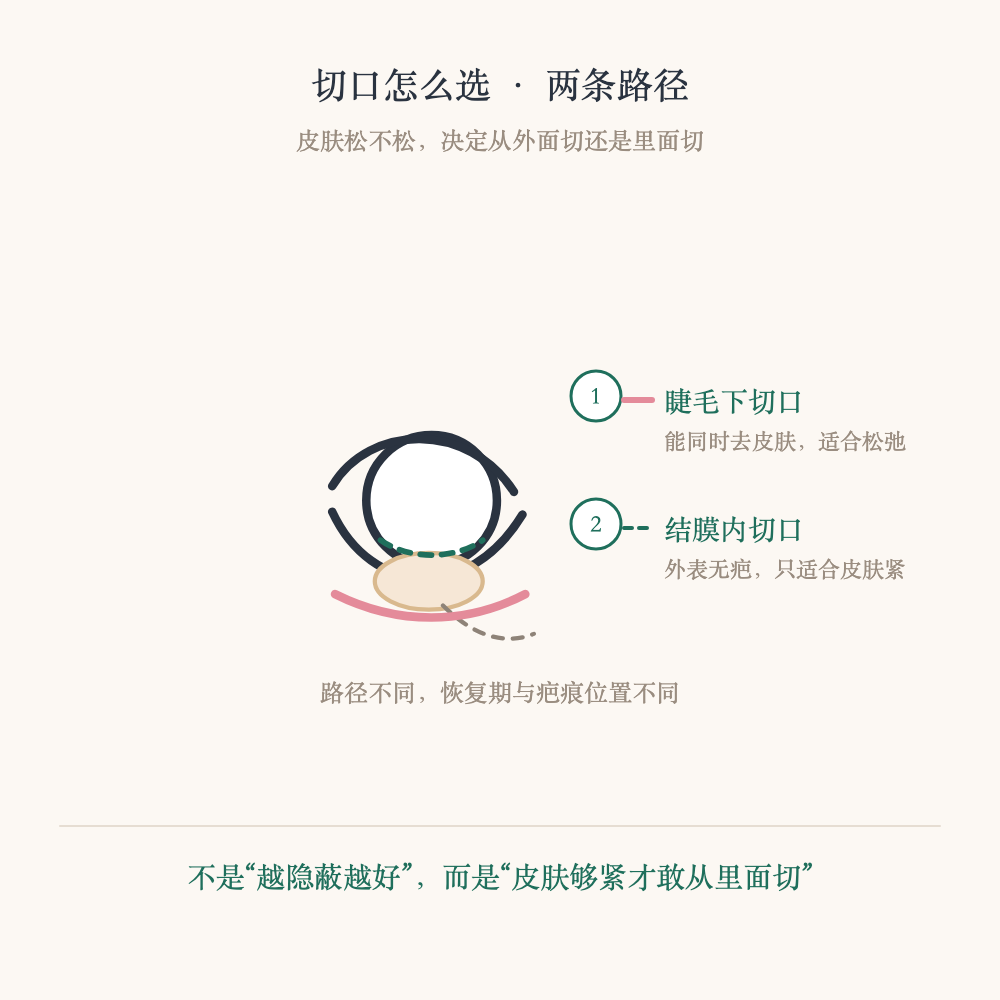 切口怎么选 · 两条路径
皮肤松不松，决定从外面切还是里面切
1
睫毛下切口
能同时去皮肤，适合松弛
2
结膜内切口
外表无疤，只适合皮肤紧
路径不同，恢复期与疤痕位置不同
不是“越隐蔽越好”，而是“皮肤够紧才敢从里面切”